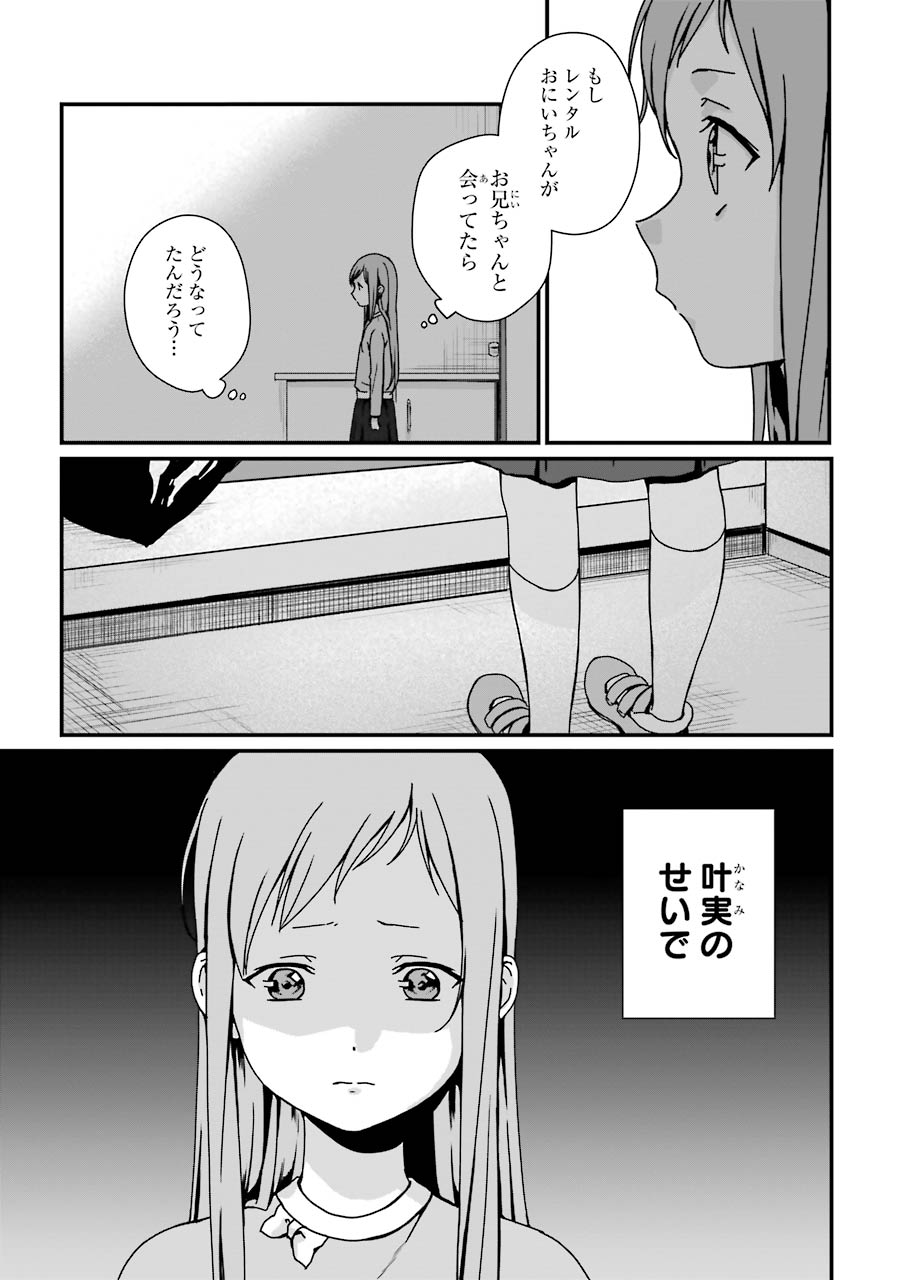 もし
レンタル
おにいちゃんが
お兄ちゃんと
会ってたら
どうなって
たんだろう…
叶実の
せいで